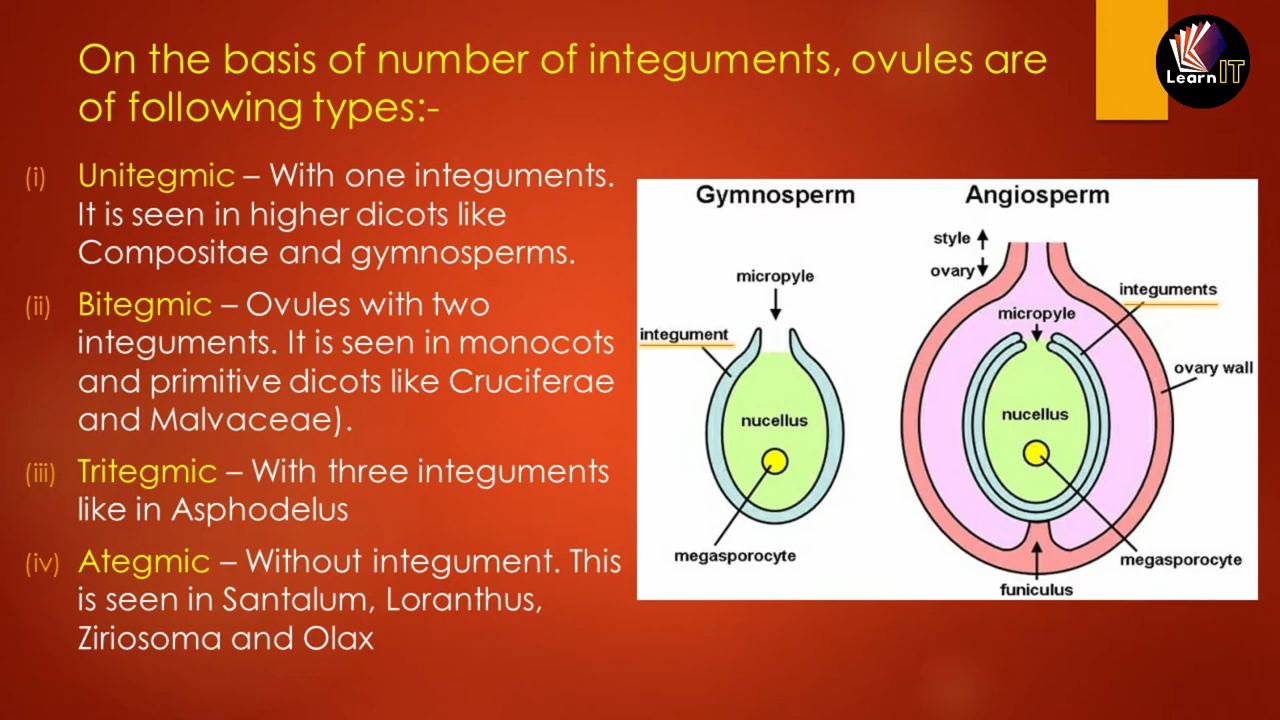 On the basis of number of integuments, ovules are
of following types:-
Learn IT
(i) Unitegmic – With one integuments.
It is seen in higher dicots like
Compositae and gymnosperms.
(ii) Bitegmic – Ovules with two
integuments. It is seen in monocots
and primitive dicots like Cruciferae
and Malvaceae).
(iii) Tritegmic – With three integuments
like in Asphodelus
(iv) Ategmic – Without integument. This
is seen in Santalum, Loranthus,
Ziriosoma and Olax
Gymnosperm
micropyle
integument
nucellus
megasporocyte
Angiosperm
style
ovary
integuments
micropyle
ovary wall
nucellus
megasporocyte
funiculus